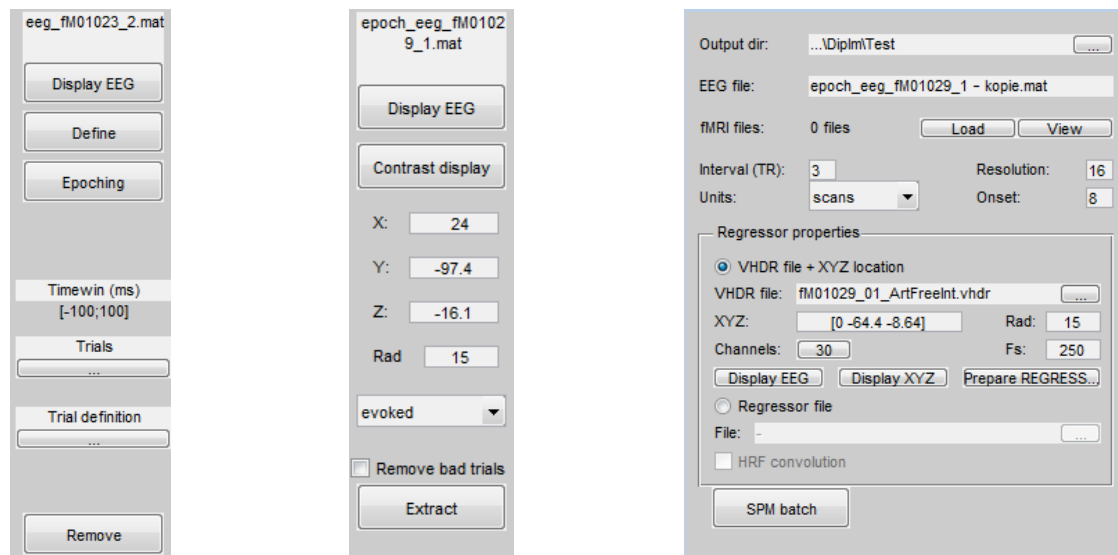 eeg_fM01023_2.mat
Display EEG
Define
Epoching
Timewin (ms)
[-100;100]
Trials
...
Trial definition
...
Remove
epoch_eeg_fM0102
9_1.mat
Display EEG
Contrast display
X: 24
Y: -97.4
Z: -16.1
Rad 15
evoked
Remove bad trials
Extract
Output dir: ...\Diplm\Test ...
EEG file: epoch_eeg_fM01029_1 - kopie.mat
fMRI files: 0 files Load View
Interval (TR): 3 Resolution: 16
Units: scans Onset: 8
Regressor properties
VHDR file + XYZ location
VHDR file: fM01029_01_ArtFreeInt.vhdr ...
XYZ: [0 -64.4 -8.64] Rad: 15
Channels: 30 Fs: 250
Display EEG Display XYZ Prepare REGRESS...
Regressor file
File: - ...
HRF convolution
SPM batch